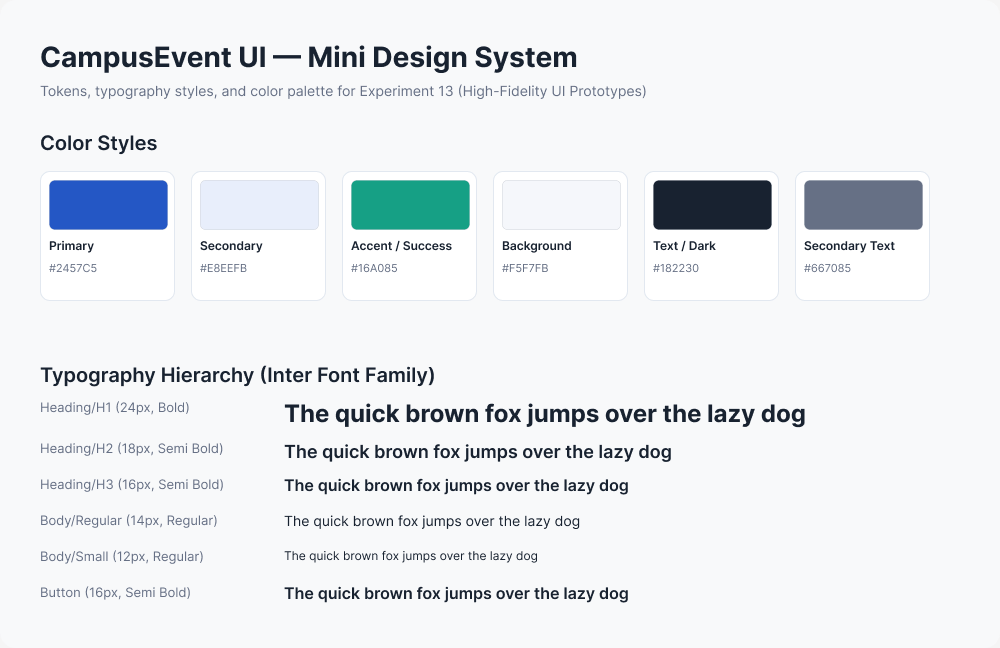 CampusEvent UI — Mini Design System
Tokens, typography styles, and color palette for Experiment 13 (High-Fidelity UI Prototypes)
Color Styles
Primary
#2457C5
Secondary
#E8EEFB
Accent / Success
#16A085
Background
#F5F7FB
Text / Dark
#182230
Secondary Text
#667085
Typography Hierarchy (Inter Font Family)
Heading/H1 (24px, Bold) The quick brown fox jumps over the lazy dog
Heading/H2 (18px, Semi Bold) The quick brown fox jumps over the lazy dog
Heading/H3 (16px, Semi Bold) The quick brown fox jumps over the lazy dog
Body/Regular (14px, Regular) The quick brown fox jumps over the lazy dog
Body/Small (12px, Regular) The quick brown fox jumps over the lazy dog
Button (16px, Semi Bold) The quick brown fox jumps over the lazy dog